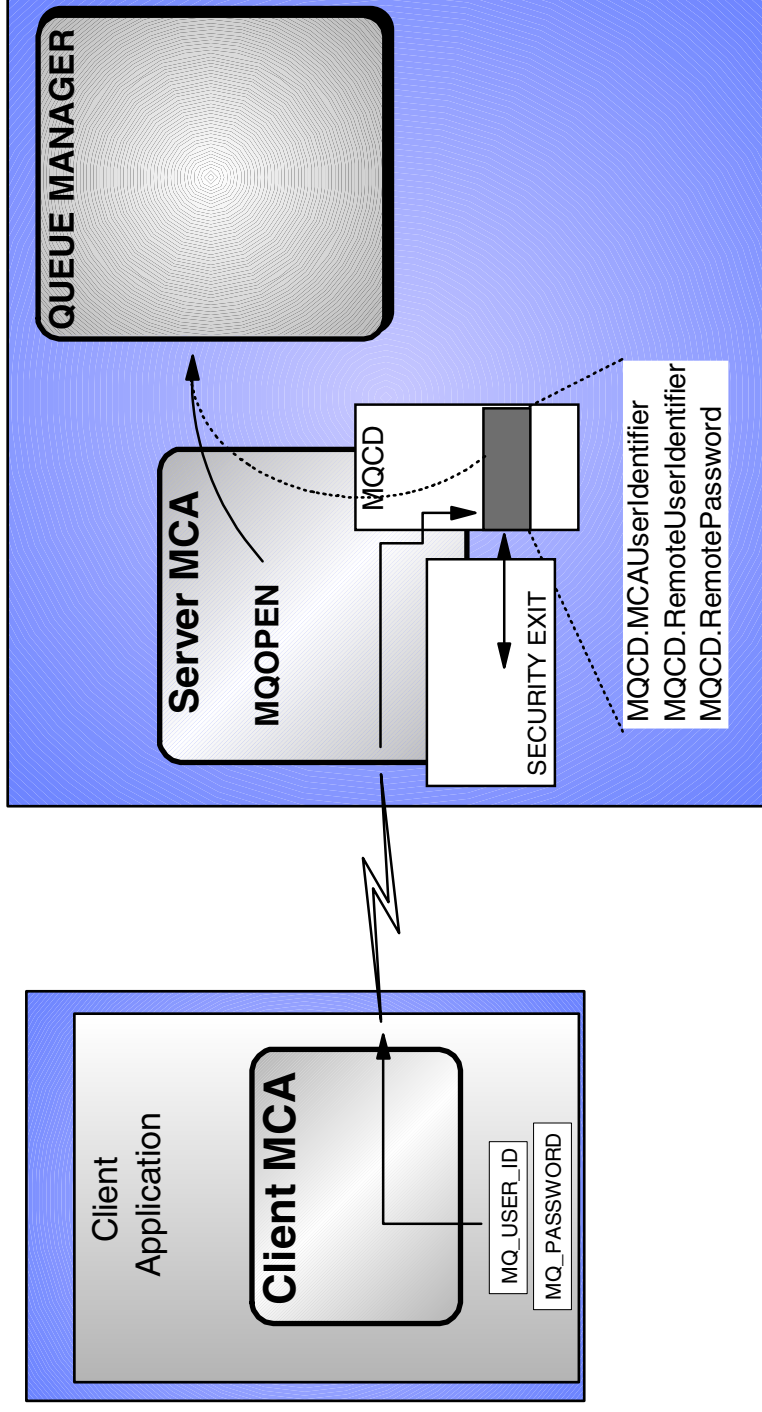 Client
Application
Client MCA
MQ_USER_ID
MQ_PASSWORD
Server MCA
MQOPEN
SECURITY EXIT
MQCD
QUEUE MANAGER
MQCD.MCAUserIdentifier
MQCD.RemoteUserIdentifier
MQCD.RemotePassword